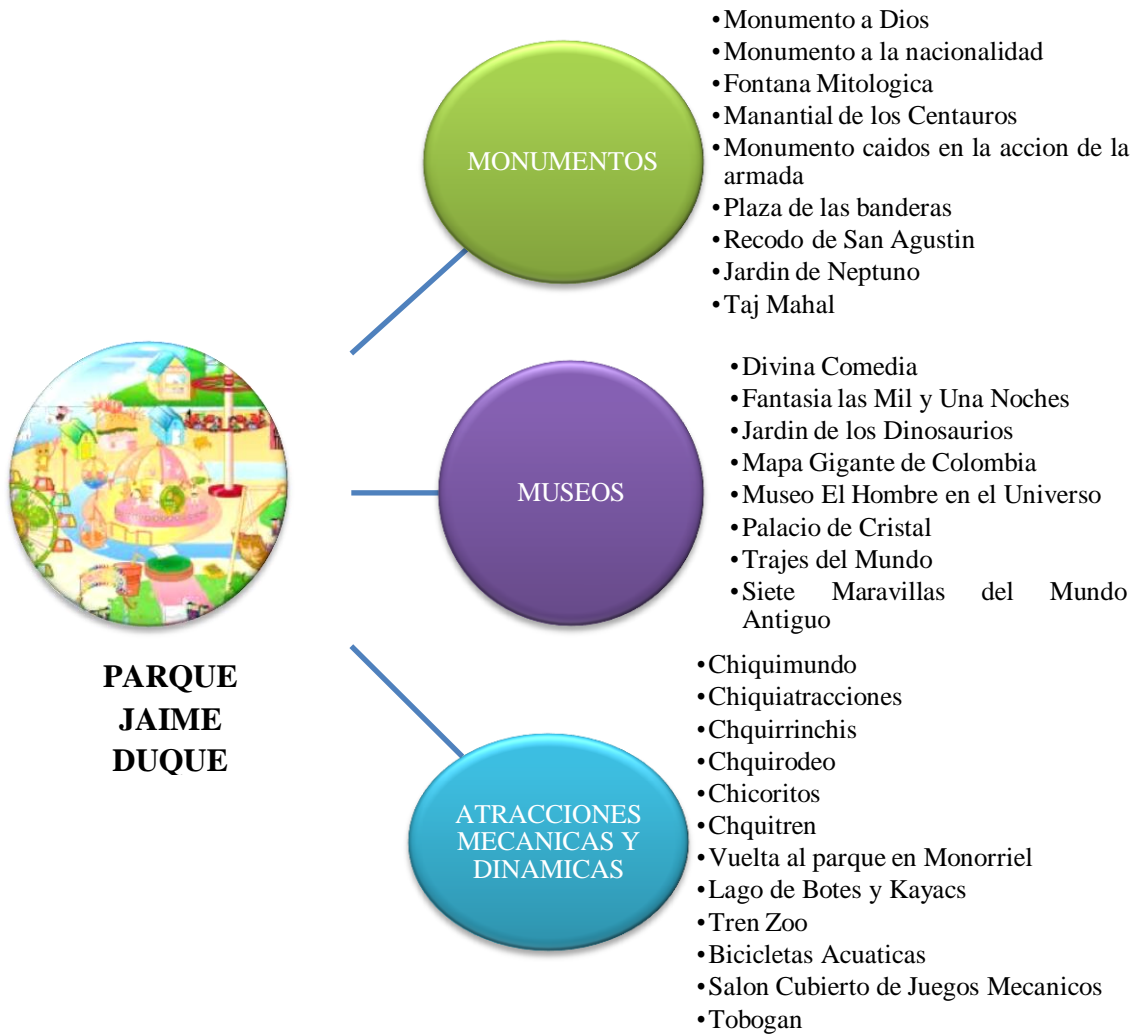 PARQUE
JAIME
DUQUE
MONUMENTOS
•Monumento a Dios
•Monumento a la nacionalidad
•Fontana Mitologica
•Manantial de los Centauros
•Monumento caidos en la accion de la
armada
•Plaza de las banderas
•Recodo de San Agustin
•Jardin de Neptuno
•Taj Mahal
MUSEOS
•Divina Comedia
•Fantasia las Mil y Una Noches
•Jardin de los Dinosaurios
•Mapa Gigante de Colombia
•Museo El Hombre en el Universo
•Palacio de Cristal
•Trajes del Mundo
•Siete Maravillas del Mundo
Antiguo
ATRACCIONES
MECANICAS Y
DINAMICAS
•Chiquimundo
•Chiquiatracciones
•Chquirrinchis
•Chquirodeo
•Chicoritos
•Chquitren
•Vuelta al parque en Monorriel
•Lago de Botes y Kayacs
•Tren Zoo
•Bicicletas Acuaticas
•Salon Cubierto de Juegos Mecanicos
•Tobogan